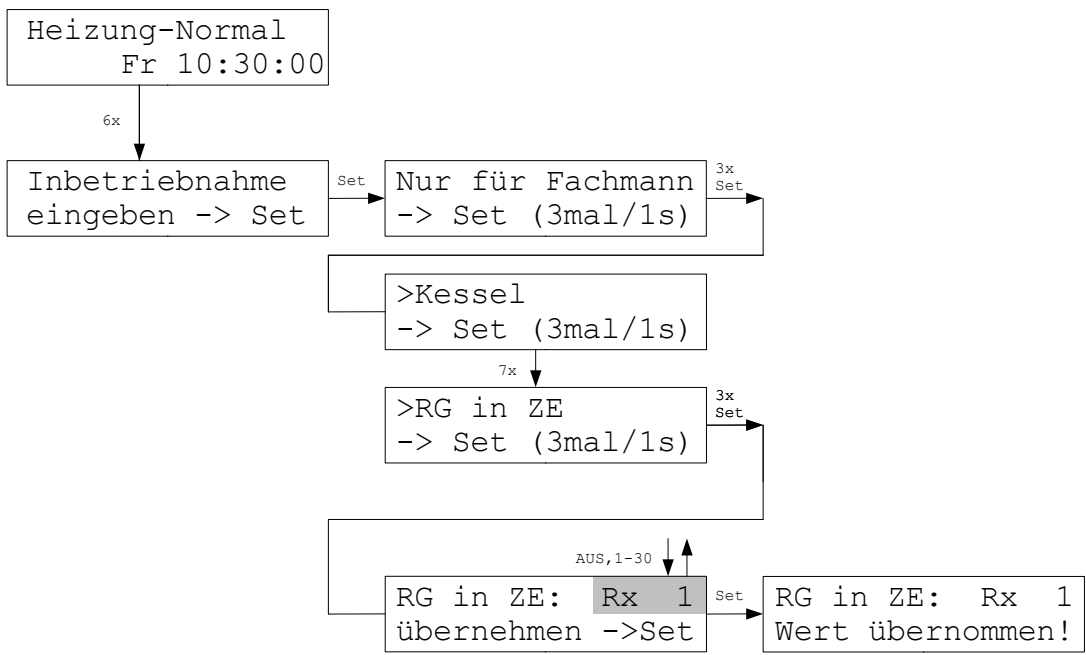 Heizung-Normal
Fr 10:30:00
6x
Inbetriebnahme
eingeben -> Set
Set
Nur für Fachmann
-> Set (3mal/1s)
3x
Set
>Kessel
-> Set (3mal/1s)
7x
>RG in ZE
-> Set (3mal/1s)
3x
Set
AUS,1-30
RG in ZE: Rx 1
übernehmen ->Set
Set
RG in ZE: Rx 1
Wert übernommen!